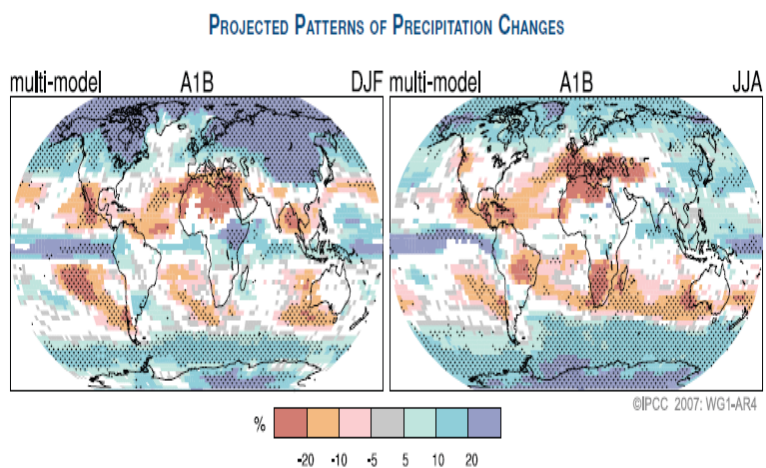 PROJECTED PATTERNS OF PRECIPITATION CHANGES
multi-model A1B DJF
multi-model A1B JJA
©IPCC 2007: WG1-AR4
%
-20 -10 -5 5 10 20